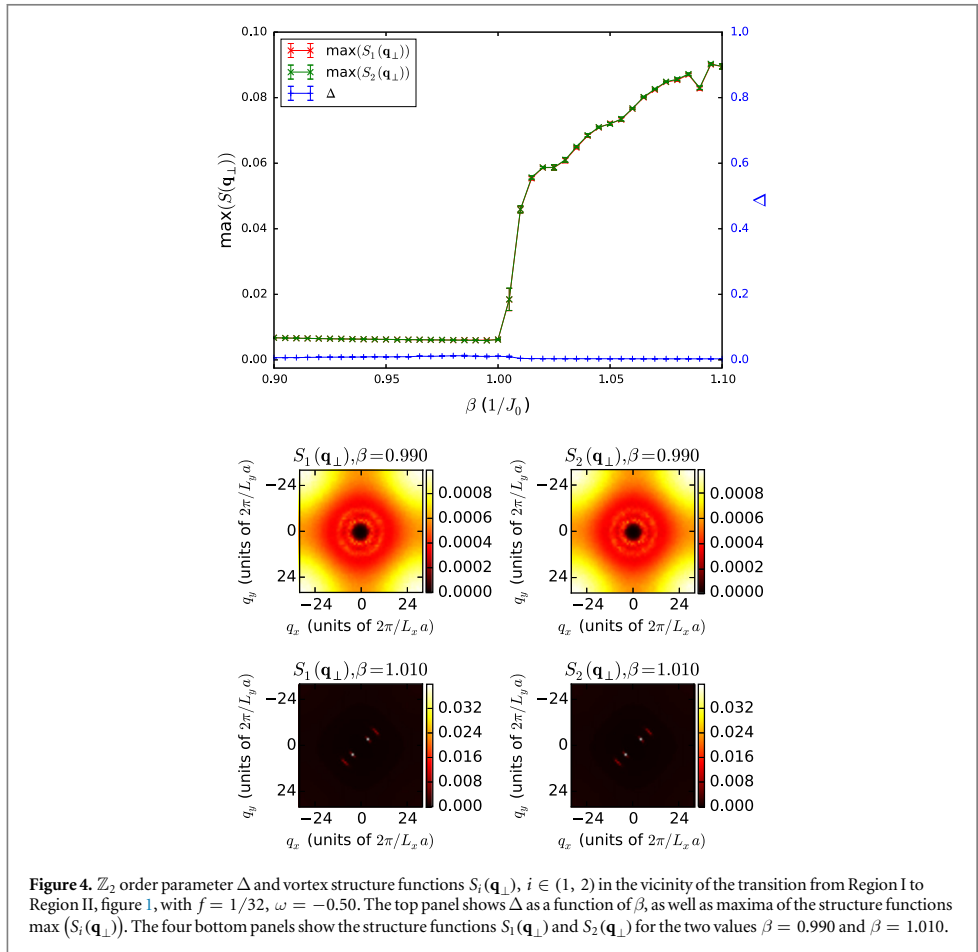 0.10
0.08
0.06
0.04
0.02
0.00
max(S(q⊥))
max(S₁(q⊥))
max(S₂(q⊥))
Δ
1.0
0.8
0.6
0.4
0.2
0.0
Δ
0.90 0.95 1.00 1.05 1.10
β (1/J₀)
S₁(q⊥),β=0.990
−24
0
24
q_y (units of 2π/L_y a)
−24 0 24
q_x (units of 2π/L_x a)
0.0008
0.0006
0.0004
0.0002
0.0000
S₂(q⊥),β=0.990
−24
0
24
q_y (units of 2π/L_y a)
−24 0 24
q_x (units of 2π/L_x a)
0.0008
0.0006
0.0004
0.0002
0.0000
S₁(q⊥),β=1.010
−24
0
24
q_y (units of 2π/L_y a)
−24 0 24
q_x (units of 2π/L_x a)
0.032
0.024
0.016
0.008
0.000
S₂(q⊥),β=1.010
−24
0
24
q_y (units of 2π/L_y a)
−24 0 24
q_x (units of 2π/L_x a)
0.032
0.024
0.016
0.008
0.000
Figure 4. ℤ₂ order parameter Δ and vortex structure functions Sᵢ(q⊥), i ∈ (1, 2) in the vicinity of the transition from Region I to
Region II, figure 1, with f = 1/32, ω = −0.50. The top panel shows Δ as a function of β, as well as maxima of the structure functions
max (Sᵢ(q⊥)). The four bottom panels show the structure functions S₁(q⊥) and S₂(q⊥) for the two values β = 0.990 and β = 1.010.